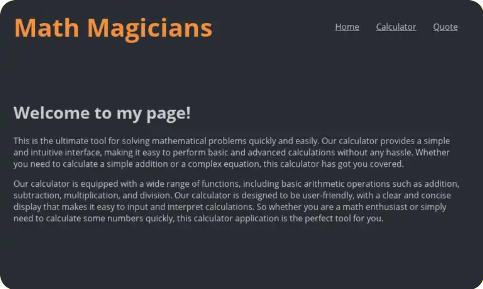 Math Magicians
Home Calculator Quote
Welcome to my page!
This is the ultimate tool for solving mathematical problems quickly and easily. Our calculator provides a simple
and intuitive interface, making it easy to perform basic and advanced calculations without any hassle. Whether
you need to calculate a simple addition or a complex equation, this calculator has got you covered.
Our calculator is equipped with a wide range of functions, including basic arithmetic operations such as addition,
subtraction, multiplication, and division. Our calculator is designed to be user-friendly, with a clear and concise
display that makes it easy to input and interpret calculations. So whether you are a math enthusiast or simply
need to calculate some numbers quickly, this calculator application is the perfect tool for you.